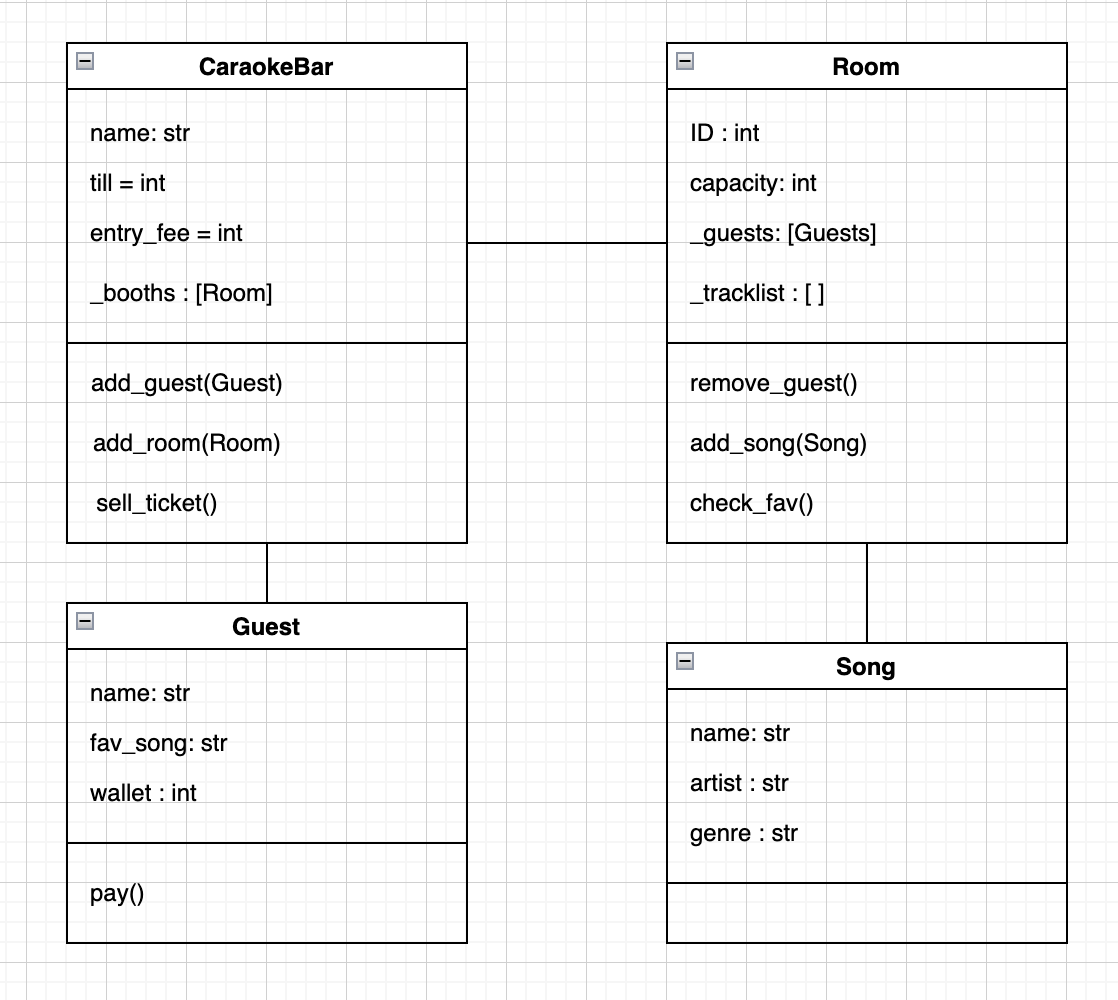 CaraokeBar
name: str
till = int
entry_fee = int
_booths : [Room]
add_guest(Guest)
add_room(Room)
sell_ticket()
Room
ID : int
capacity: int
_guests: [Guests]
_tracklist : [ ]
remove_guest()
add_song(Song)
check_fav()
Guest
name: str
fav_song: str
wallet : int
pay()
Song
name: str
artist : str
genre : str